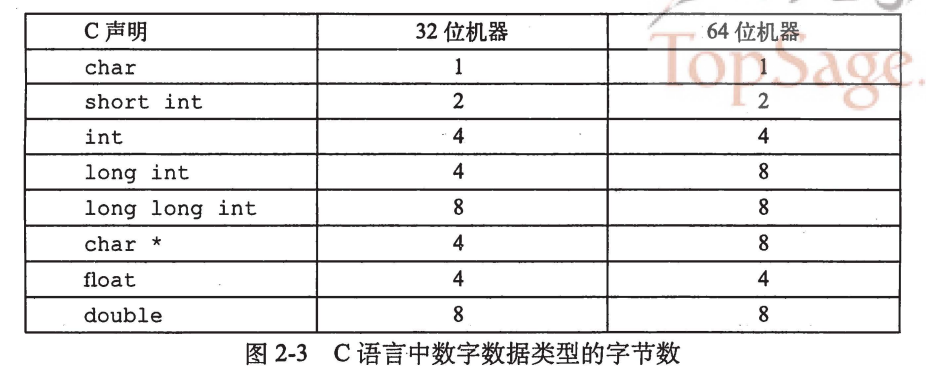 C 声明 32 位机器 64 位机器
char 1 1
short int 2 2
int 4 4
long int 4 8
long long int 8 8
char * 4 8
float 4 4
double 8 8
TopSage.
图 2-3 C 语言中数字数据类型的字节数